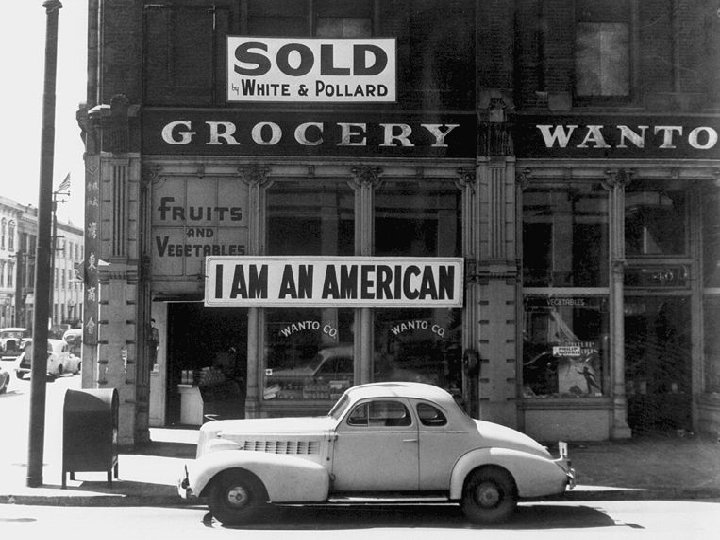 SOLD
by WHITE & POLLARD
GROCERY
WANTO
FRUITS
AND
VEGETABLES
I AM AN AMERICAN
WANTO CO.
WANTO CO.
VEGETABLES